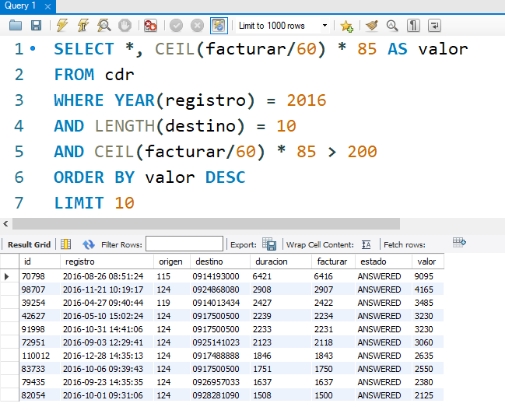 Query 1
Limit to 1000 rows
1 SELECT *, CEIL(facturar/60) * 85 AS valor
2 FROM cdr
3 WHERE YEAR(registro) = 2016
4 AND LENGTH(destino) = 10
5 AND CEIL(facturar/60) * 85 > 200
6 ORDER BY valor DESC
7 LIMIT 10
Result Grid Filter Rows: Export: Wrap Cell Content: Fetch rows:
id registro origen destino duracion facturar estado valor
70798 2016-08-26 08:51:24 115 0914193000 6421 6416 ANSWERED 9095
98707 2016-11-21 10:19:17 124 0924868080 2908 2907 ANSWERED 4165
39254 2016-04-27 09:40:44 119 0914013434 2427 2422 ANSWERED 3485
42627 2016-05-10 15:02:24 124 0917500500 2239 2234 ANSWERED 3230
91998 2016-10-31 14:41:06 124 0917500500 2233 2231 ANSWERED 3230
72951 2016-09-03 12:29:41 124 0925141023 2123 2118 ANSWERED 3060
110012 2016-12-28 14:35:13 124 0917488888 1846 1843 ANSWERED 2635
83733 2016-10-06 09:39:43 124 0917500500 1751 1750 ANSWERED 2550
79435 2016-09-23 14:35:35 124 0926957033 1637 1637 ANSWERED 2380
82054 2016-10-01 09:31:06 124 0928281090 1508 1500 ANSWERED 2125